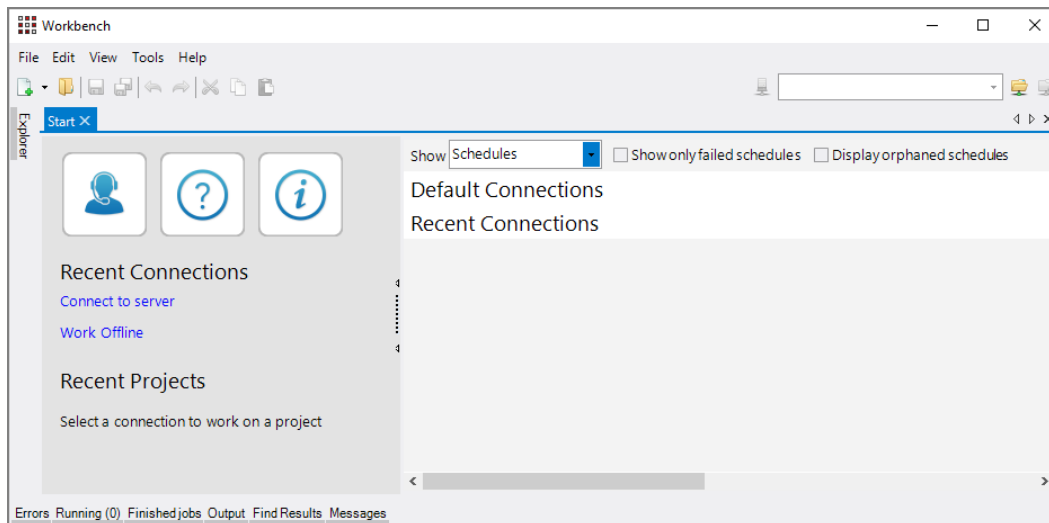 Workbench
File Edit View Tools Help
Explorer
Start
Show Schedules Show only failed schedules Display orphaned schedules
Default Connections
Recent Connections
?
i
Recent Connections
Connect to server
Work Offline
Recent Projects
Select a connection to work on a project
Errors Running (0) Finished jobs Output Find Results Messages